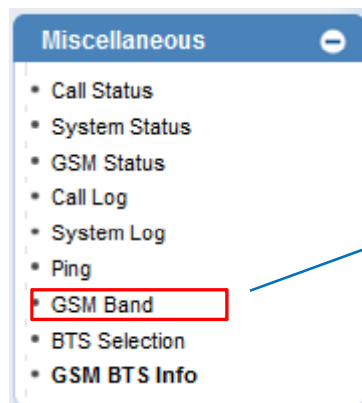 Miscellaneous
Call Status
System Status
GSM Status
Call Log
System Log
Ping
GSM Band
BTS Selection
GSM BTS Info